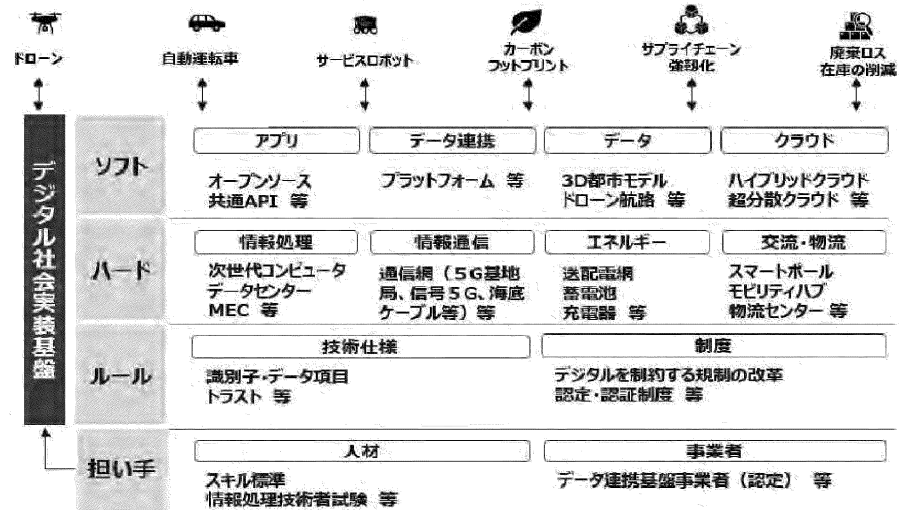 ドローン
自動運転車
サービスロボット
カーボン
フットプリント
サプライチェーン
強靱化
廃棄ロス
在庫の削減
デジタル社会実装基盤
ソフト
アプリ
オープンソース
共通API 等
データ連携
プラットフォーム 等
データ
3D都市モデル
ドローン航路 等
クラウド
ハイブリッドクラウド
超分散クラウド 等
ハード
情報処理
次世代コンピュータ
データセンター
MEC 等
情報通信
通信網(5G基地
局、信号5G、海底
ケーブル等)等
エネルギー
送配電網
蓄電池
充電器 等
交流・物流
スマートポール
モビリティハブ
物流センター 等
ルール
技術仕様
識別子・データ項目
トラスト 等
制度
デジタルを制約する規制の改革
認定・認証制度 等
担い手
人材
スキル標準
情報処理技術者試験 等
事業者
データ連携基盤事業者(認定) 等